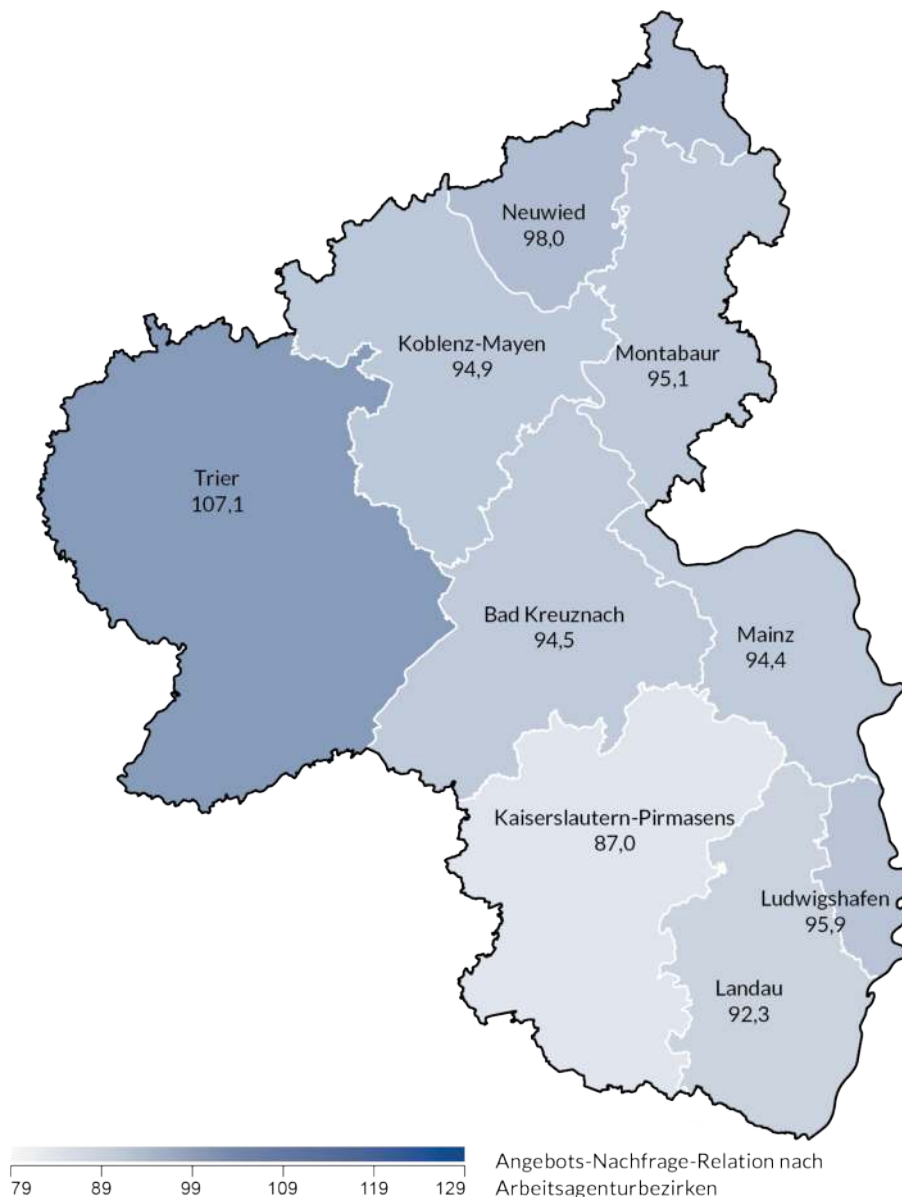 Neuwied
98,0
Koblenz-Mayen
94,9
Montabaur
95,1
Trier
107,1
Bad Kreuznach
94,5
Mainz
94,4
Kaiserslautern-Pirmasens
87,0
Ludwigshafen
95,9
Landau
92,3
79 89 99 109 119 129
Angebots-Nachfrage-Relation nach
Arbeitsagenturbezirken